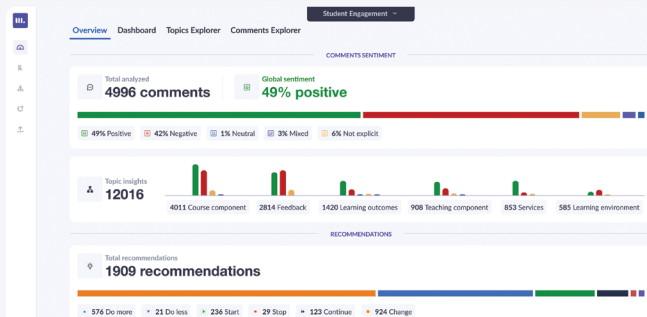 Student Engagement
Overview Dashboard Topics Explorer Comments Explorer
COMMENTS SENTIMENT
Total analyzed
4996 comments
Global sentiment
49% positive
49% Positive 42% Negative 1% Neutral 3% Mixed 6% Not explicit
Topic insights
12016
4011 Course component 2814 Feedback 1420 Learning outcomes 908 Teaching component 853 Services 585 Learning environment
RECOMMENDATIONS
Total recommendations
1909 recommendations
576 Do more 21 Do less 236 Start 29 Stop 123 Continue 924 Change